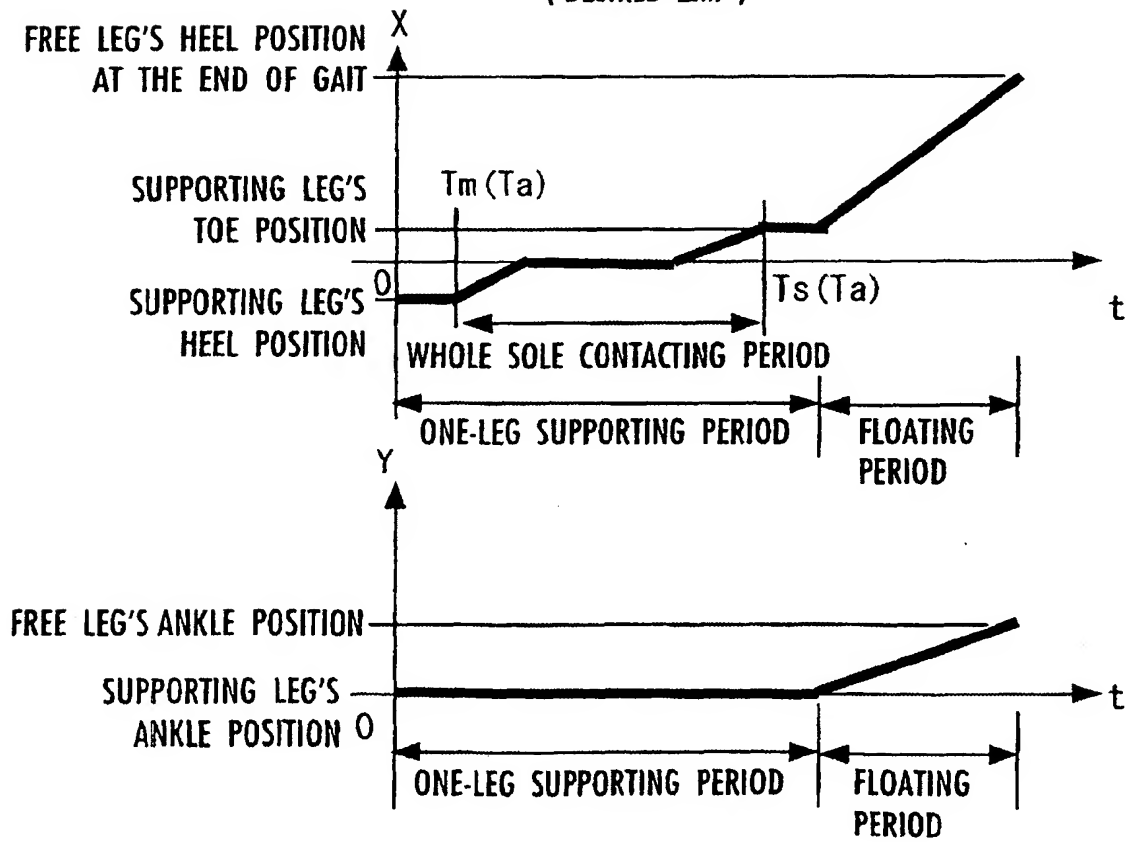 X
FREE LEG'S HEEL POSITION
AT THE END OF GAIT
SUPPORTING LEG'S
TOE POSITION
Tm(Ta)
0
SUPPORTING LEG'S
HEEL POSITION
Ts(Ta)
t
WHOLE SOLE CONTACTING PERIOD
ONE-LEG SUPPORTING PERIOD
FLOATING
PERIOD
Y
FREE LEG'S ANKLE POSITION
SUPPORTING LEG'S
ANKLE POSITION 0
t
ONE-LEG SUPPORTING PERIOD
FLOATING
PERIOD